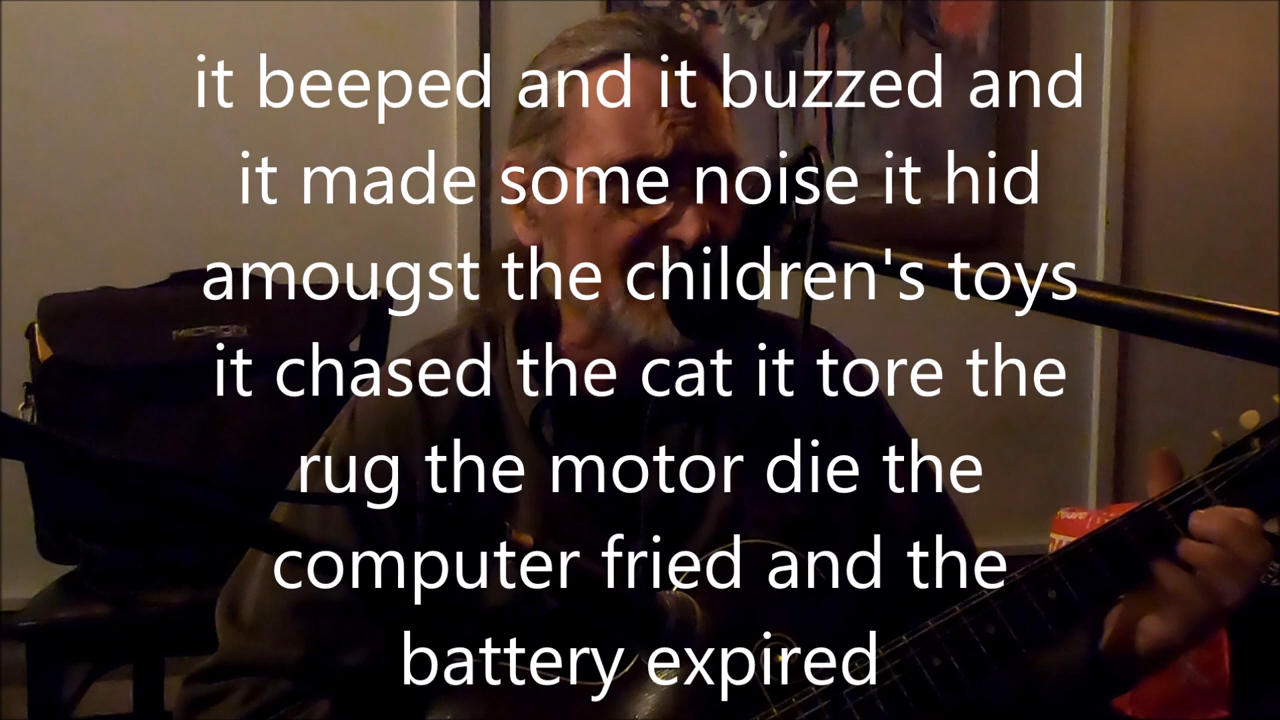 it beeped and it buzzed and
it made some noise it hid
amougst the children's toys
it chased the cat it tore the
rug the motor die the
computer fried and the
battery expired
MICRON